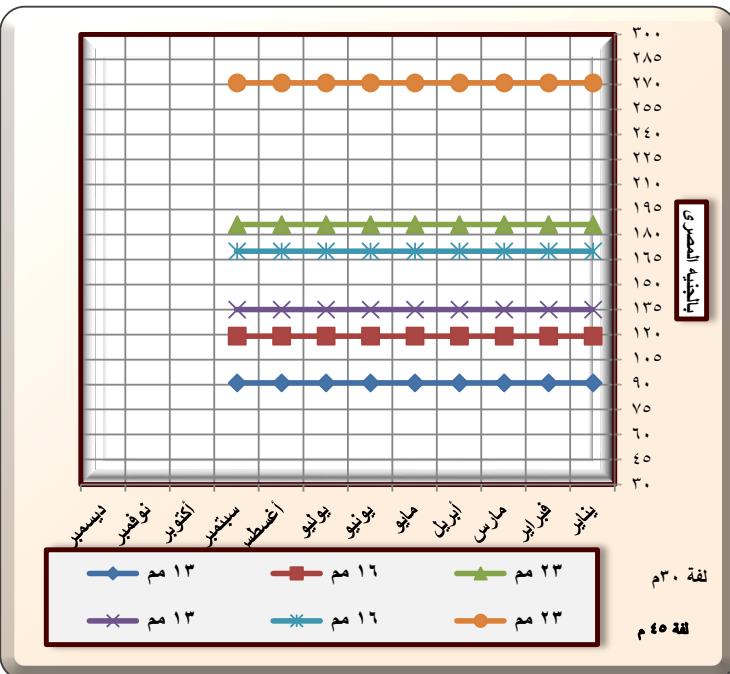 ٣٠٠
٢٨٥
٢٧٠
٢٥٥
٢٤٠
٢٢٥
٢١٠
١٩٥
١٨٠
١٦٥
١٥٠
١٣٥
١٢٠
١٠٥
٩٠
٧٥
٦٠
٤٥
٣٠
بالجنيه المصرى
يناير
فبراير
مارس
أبريل
مايو
يونيو
يوليو
أغسطس
سبتمبر
أكتوبر
نوفمبر
ديسمبر
لفة ٣٠م
٢٣ مم
١٦ مم
١٣ مم
لفة ٤٥ م
٢٣ مم
١٦ مم
١٣ مم